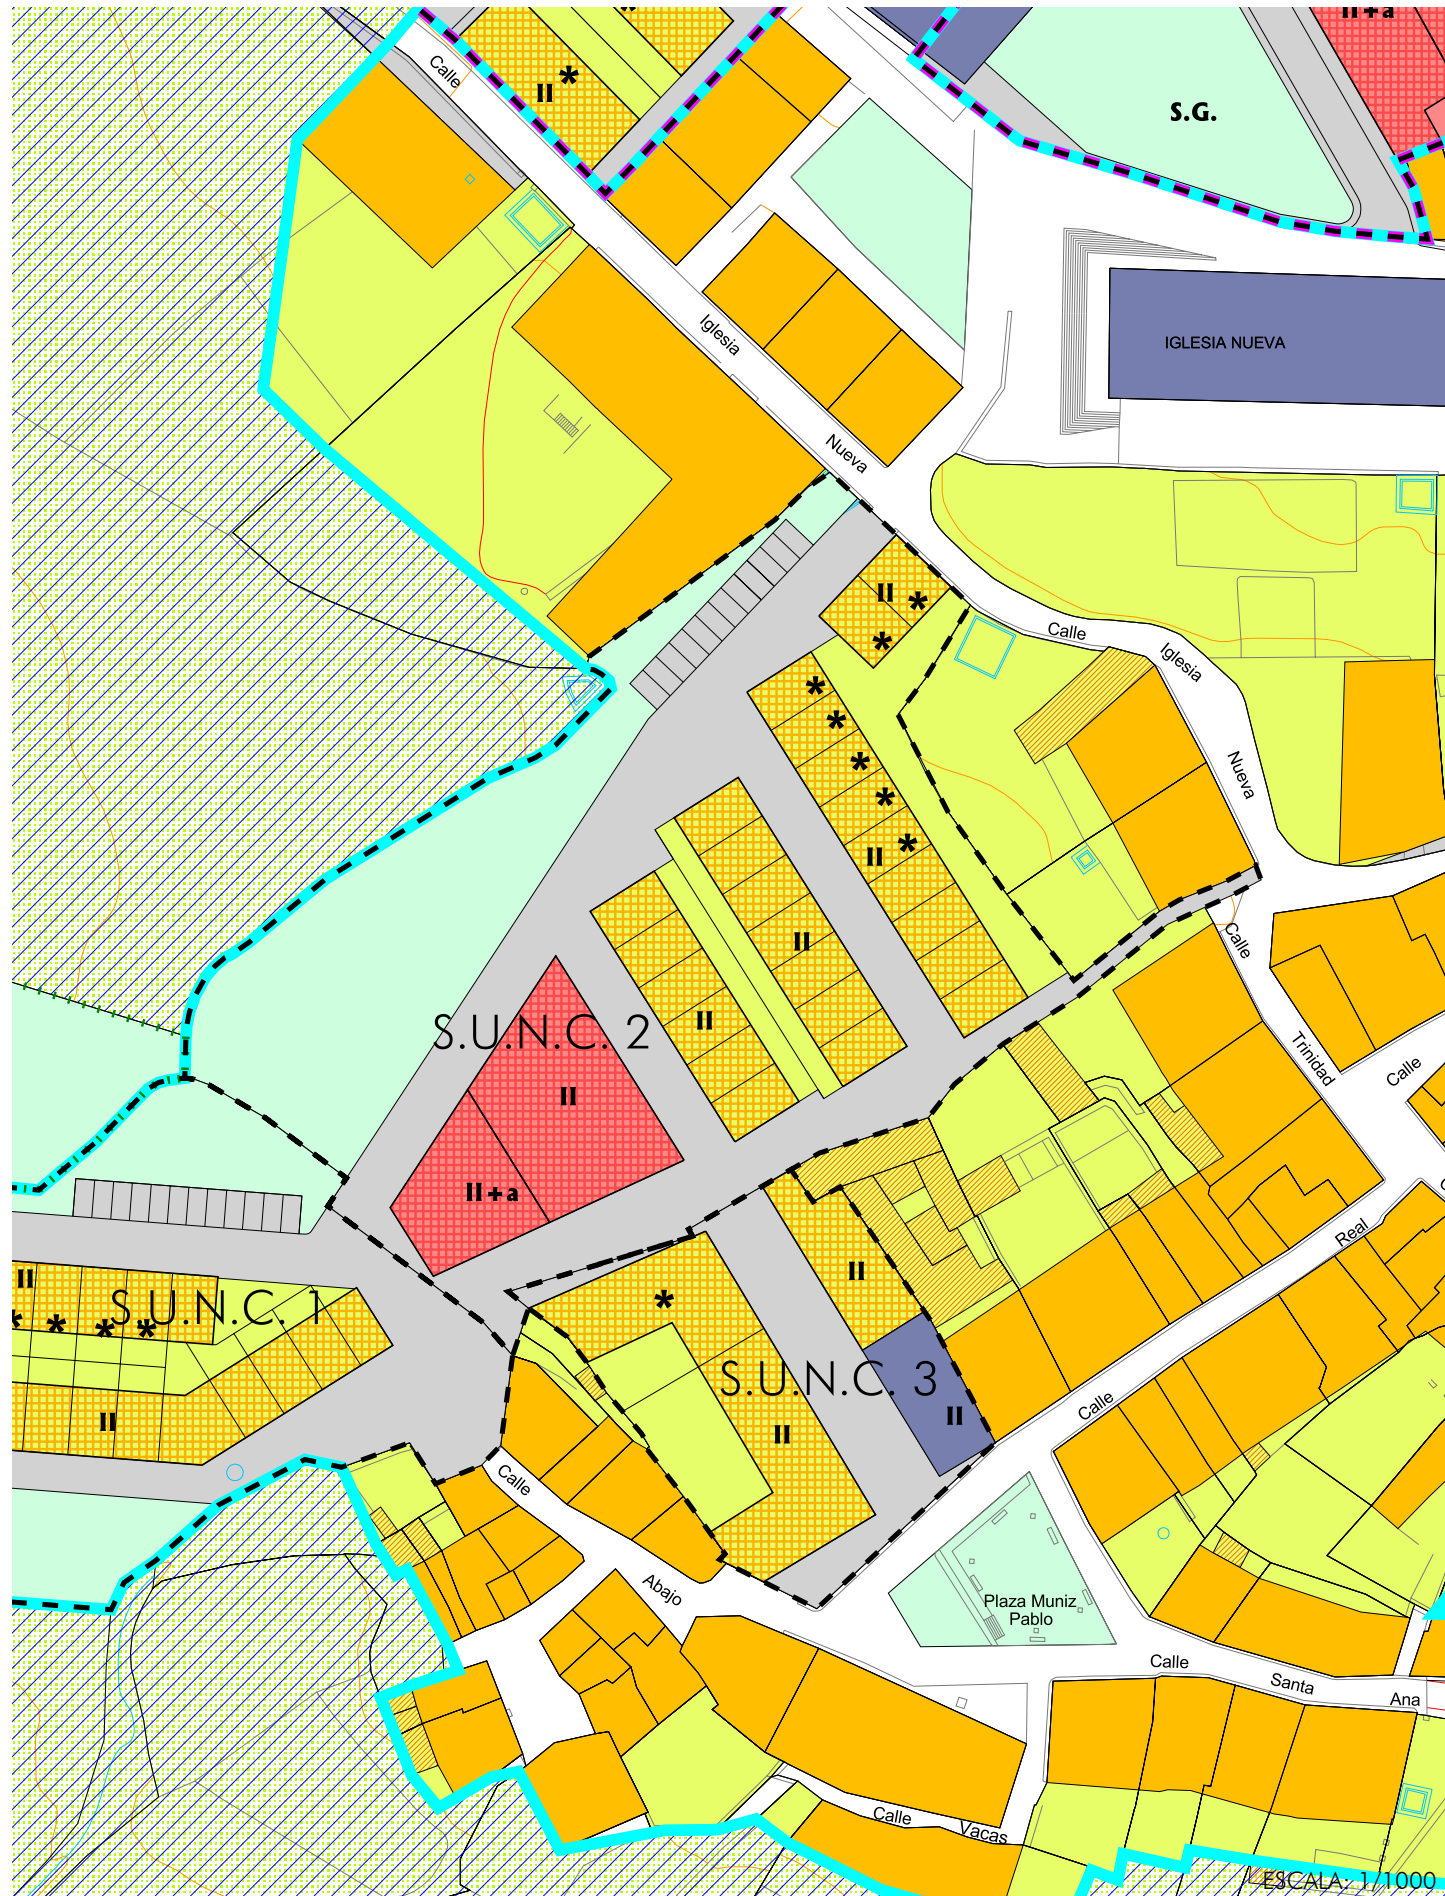 II+a
Calle
II
*
*
S.G.
Iglesia
IGLESIA NUEVA
Nueva
II
*
*
Calle
Iglesia
*
*
*
*
*
II
Nueva
II
Calle
II
S.U.N.C. 2
Trinidad
Calle
II
II+a
Real
II
II
S.U.N.C. 1
* * * *
*
S.U.N.C. 3
Calle
II
II
II
Calle
Abajo
Plaza Muniz
Pablo
Calle
Santa
Ana
Calle
Vacas
ESCALA: 1/1000